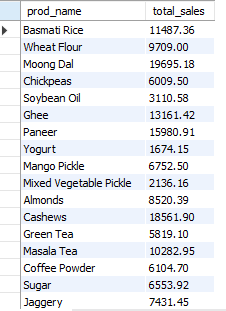 prod_name total_sales
Basmati Rice 11487.36
Wheat Flour 9709.00
Moong Dal 19695.18
Chickpeas 6009.50
Soybean Oil 3110.58
Ghee 13161.42
Paneer 15980.91
Yogurt 1674.15
Mango Pickle 6752.50
Mixed Vegetable Pickle 2136.16
Almonds 8520.39
Cashews 18561.90
Green Tea 5819.10
Masala Tea 10282.95
Coffee Powder 6104.70
Sugar 6553.92
Jaggery 7431.45